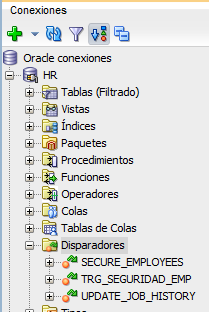 Conexiones
Oracle conexiones
HR
Tablas (Filtrado)
Vistas
Índices
Paquetes
Procedimientos
Funciones
Operadores
Colas
Tablas de Colas
Disparadores
SECURE_EMPLOYEES
TRG_SEGURIDAD_EMP
UPDATE_JOB_HISTORY
Tipos